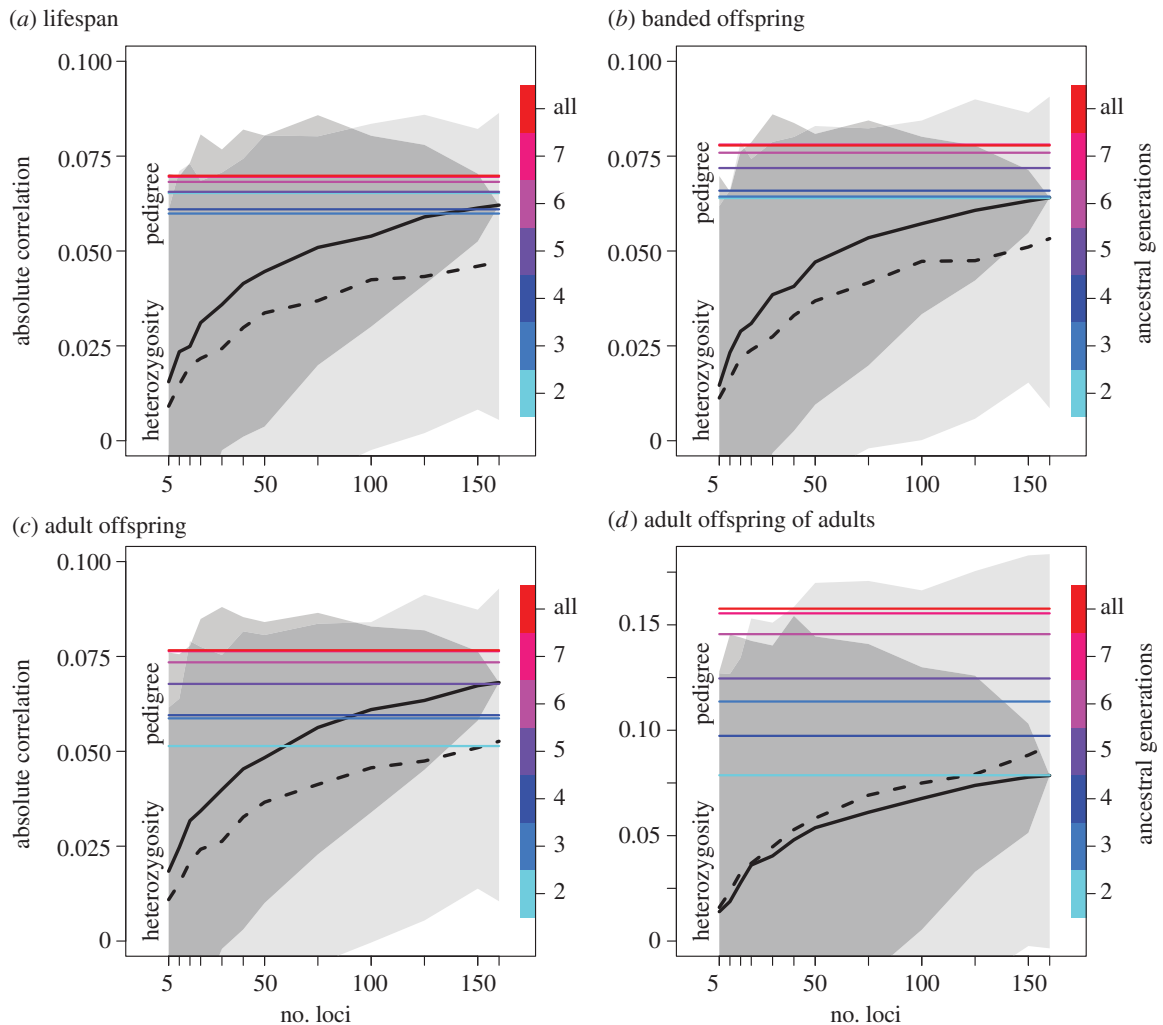 (a) lifespan
0.100
0.075
0.050
0.025
0
absolute correlation
pedigree
heterozygosity
5
50
100
150
all
7
6
5
4
3
2
(b) banded offspring
0.100
0.075
0.050
0.025
0
pedigree
heterozygosity
5
50
100
150
all
7
6
5
4
3
2
ancestral generations
(c) adult offspring
0.100
0.075
0.050
0.025
0
absolute correlation
pedigree
heterozygosity
5
50
100
150
no. loci
all
7
6
5
4
3
2
(d) adult offspring of adults
0.15
0.10
0.05
0
pedigree
heterozygosity
5
50
100
150
no. loci
all
7
6
5
4
3
2
ancestral generations